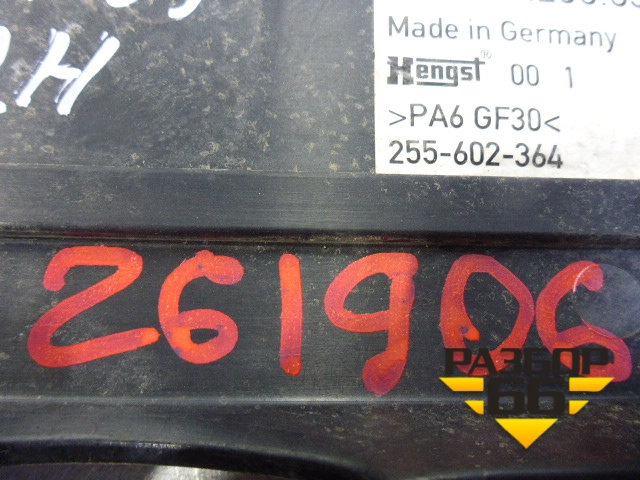 Made in Germany
Hengst® 00 1
>PA6 GF30<
255-602-364
261906
РАЗБОР
66